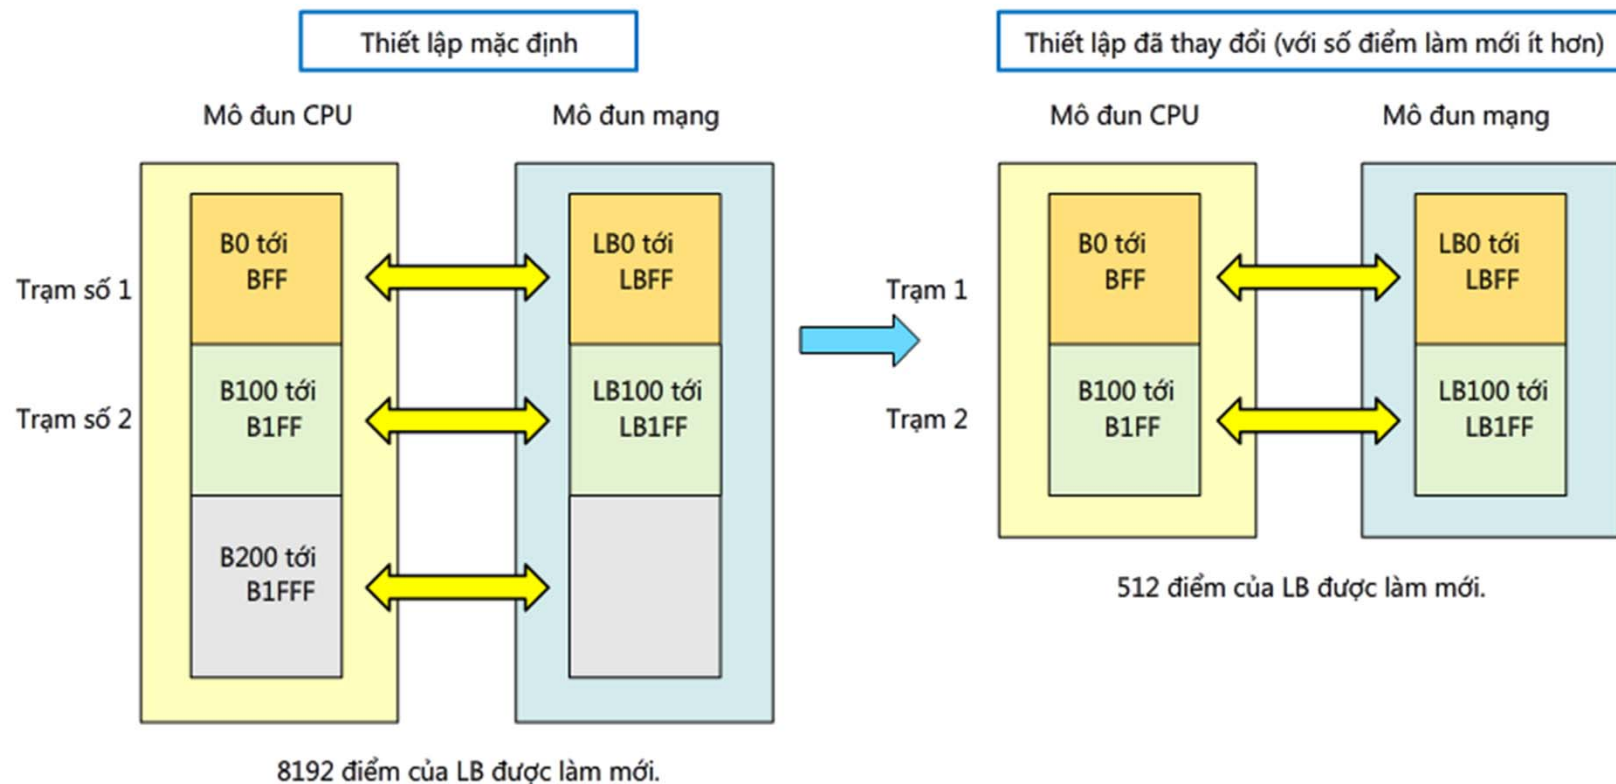 Thiết lập mặc định
Thiết lập đã thay đổi (với số điểm làm mới ít hơn)
Mô đun CPU
Mô đun mạng
Mô đun CPU
Mô đun mạng
B0 tới
BFF
LB0 tới
LBFF
B0 tới
BFF
LB0 tới
LBFF
Trạm số 1
Trạm 1
B100 tới
B1FF
LB100 tới
LB1FF
B100 tới
B1FF
LB100 tới
LB1FF
Trạm số 2
Trạm 2
B200 tới
B1FFF
512 điểm của LB được làm mới.
8192 điểm của LB được làm mới.